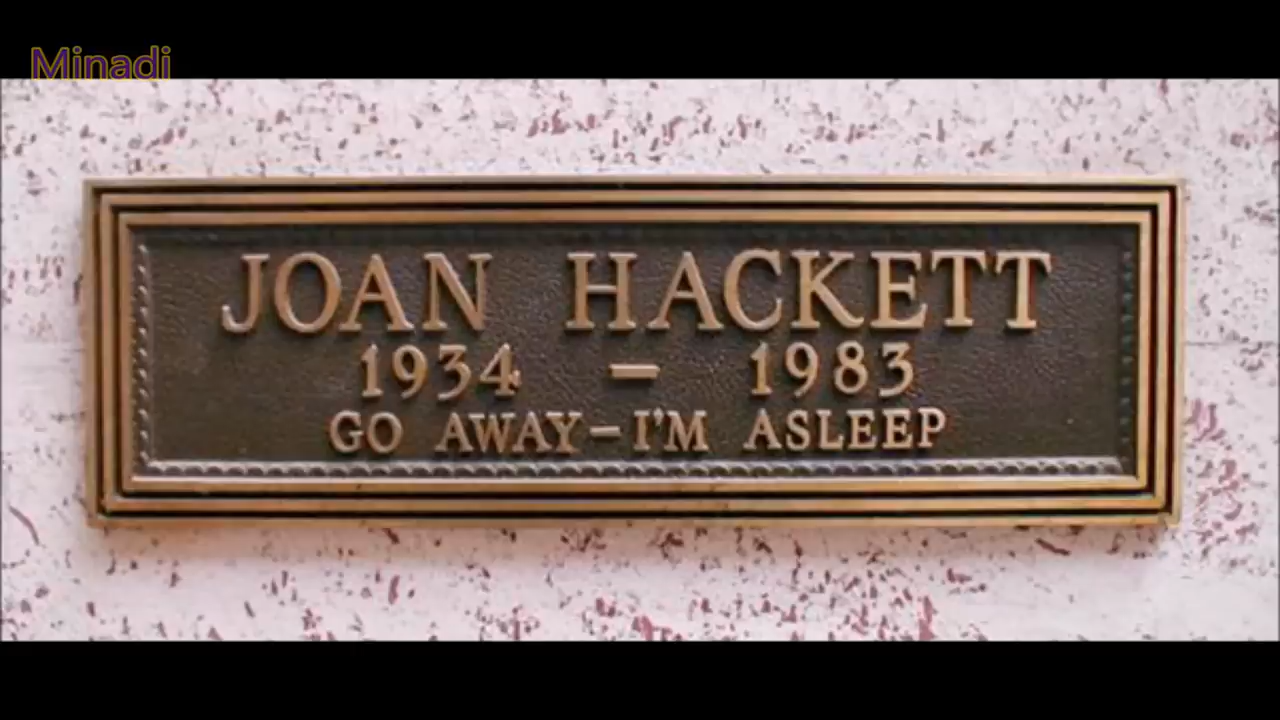 Minadi
JOAN HACKETT
1934 – 1983
GO AWAY – I'M ASLEEP